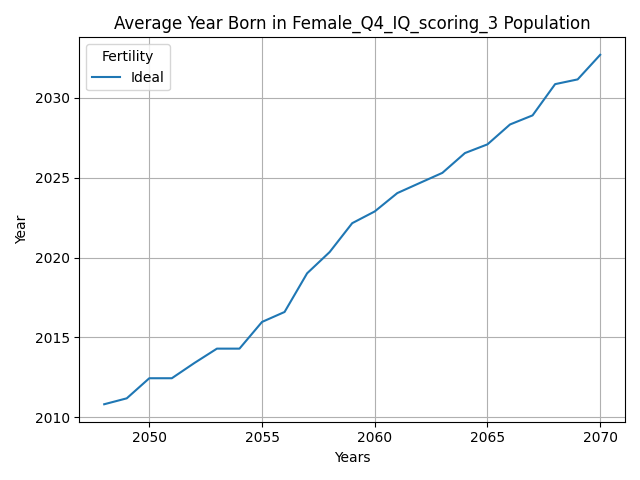 Average Year Born in Female_Q4_IQ_scoring_3 Population
Fertility
Ideal
2030
2025
2020
2015
2010
Year
2050 2055 2060 2065 2070
Years